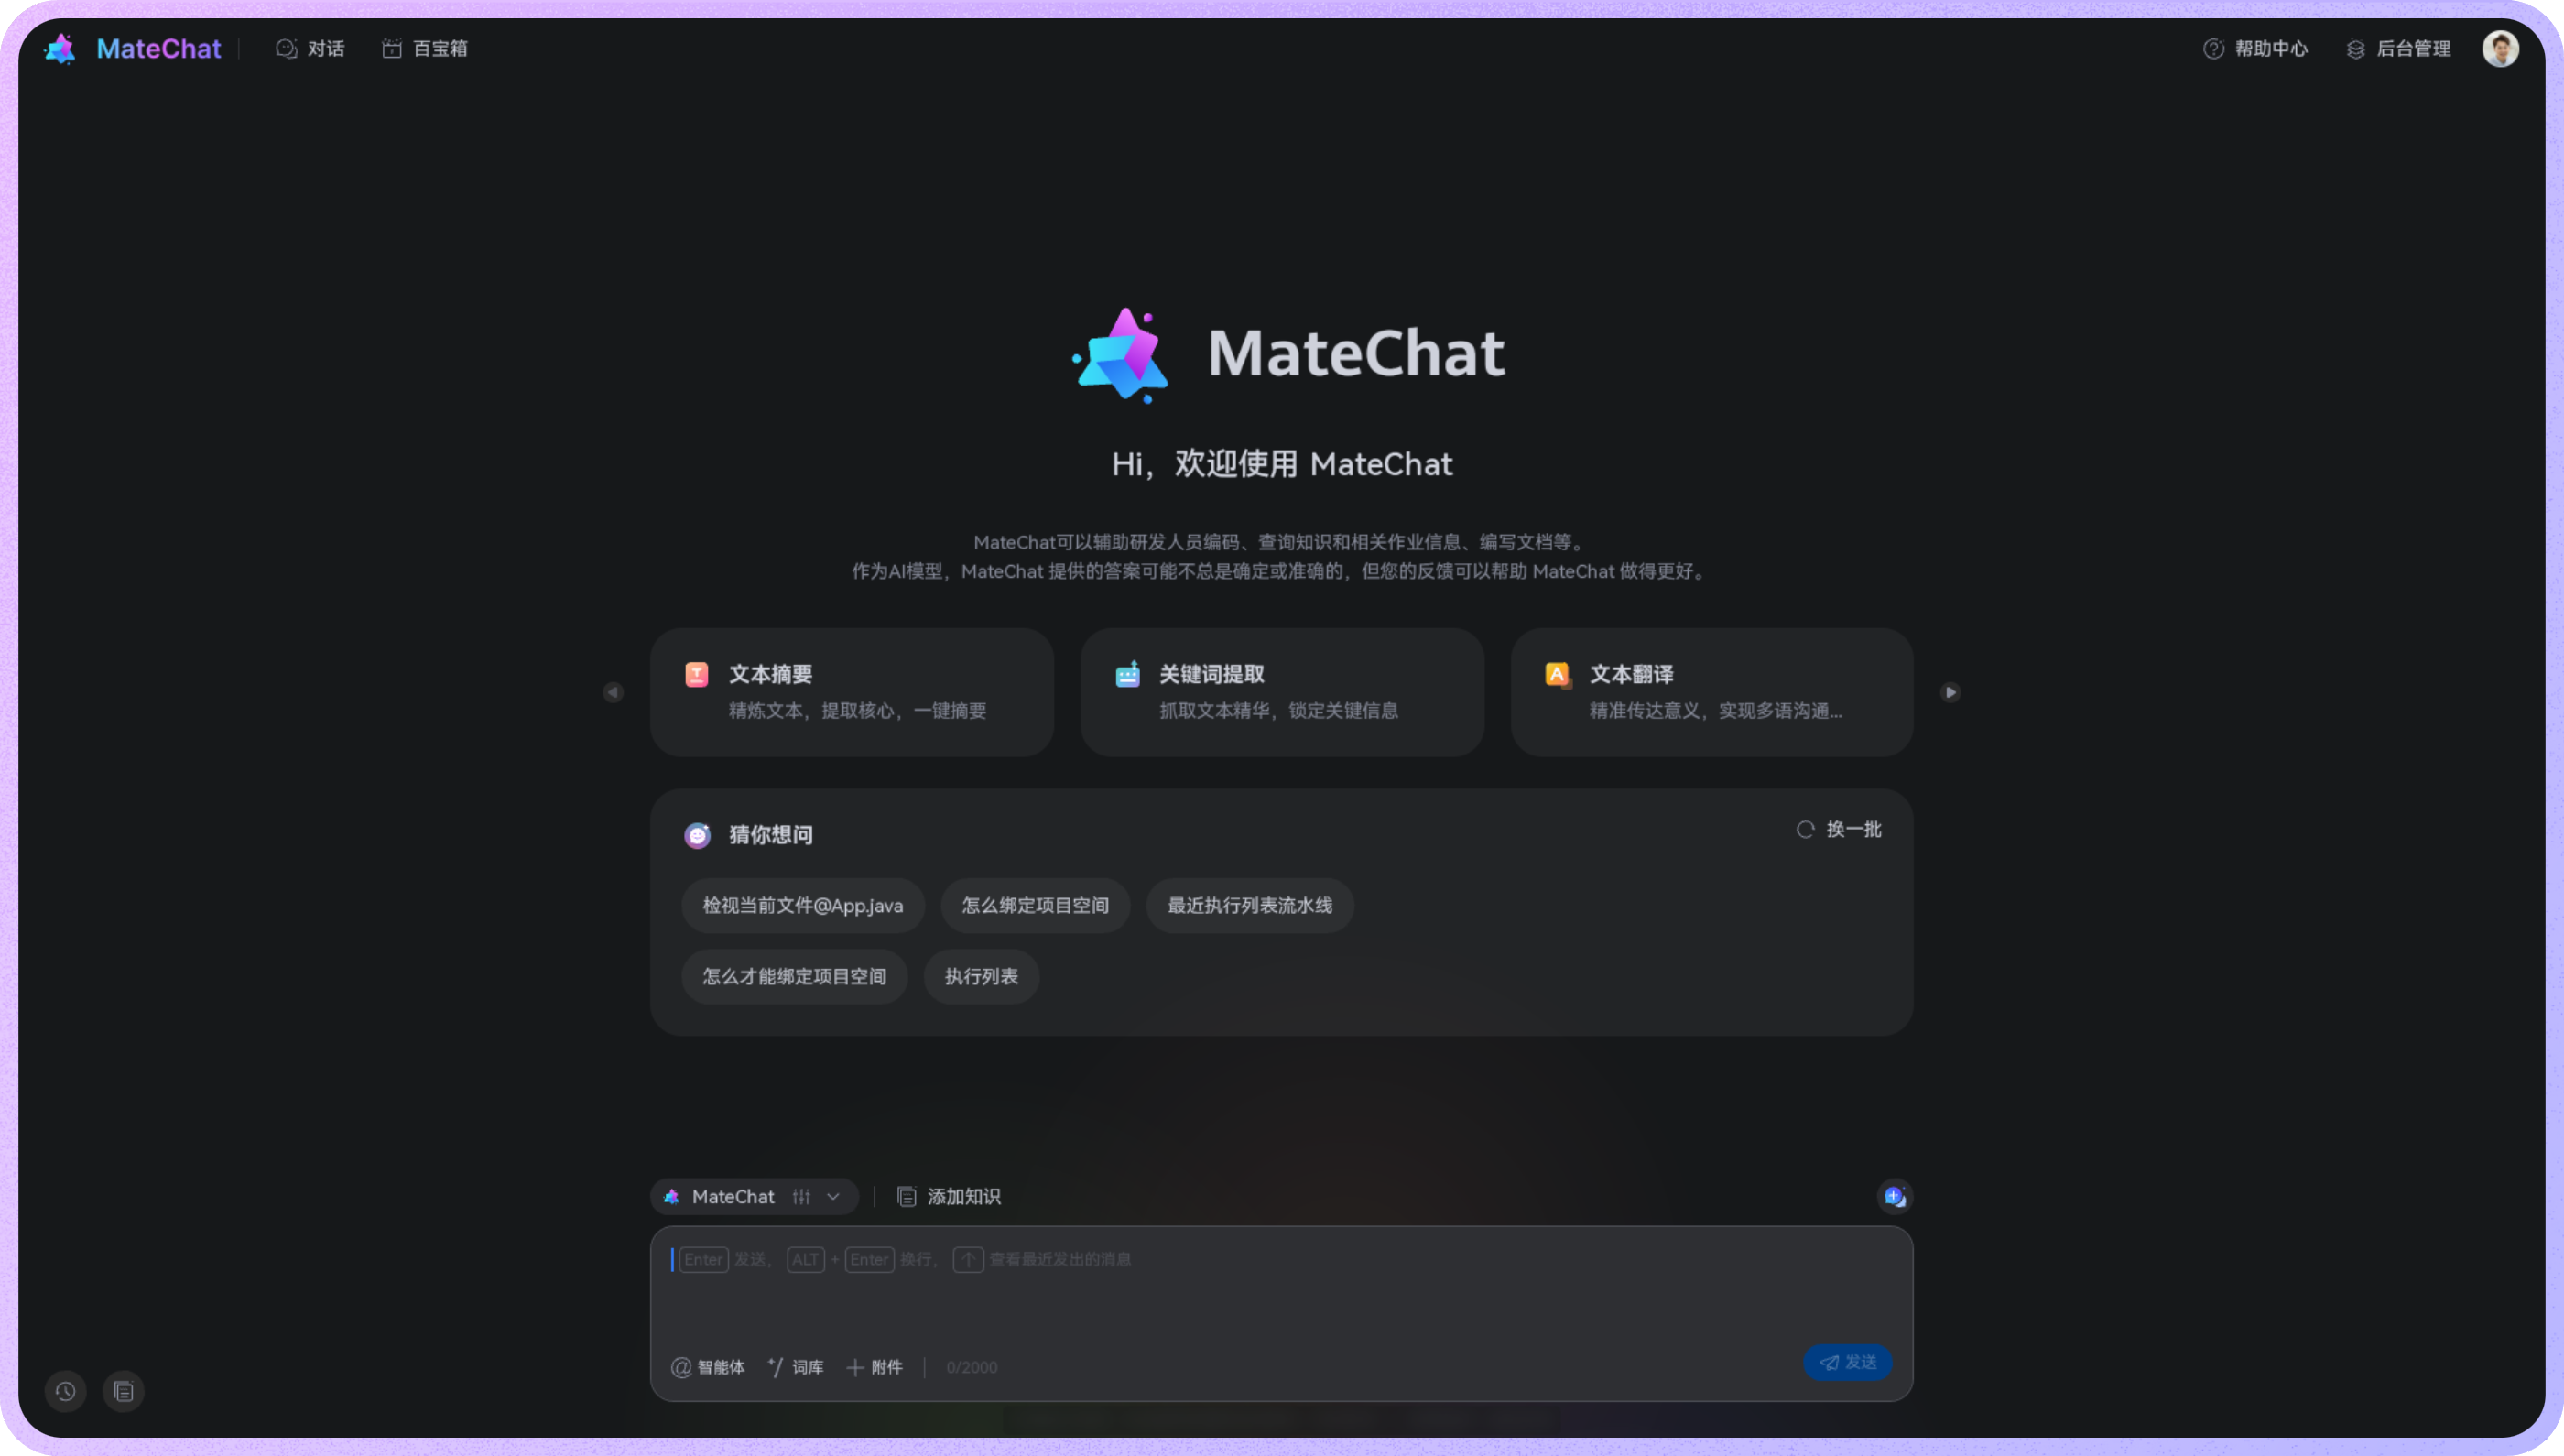 MateChat 对话 百宝箱 帮助中心 后台管理
MateChat
Hi，欢迎使用 MateChat
MateChat可以辅助研发人员编码、查询知识和相关作业信息、编写文档等。
作为AI模型，MateChat 提供的答案可能不总是确定或准确的，但您的反馈可以帮助 MateChat 做得更好。
文本摘要
精炼文本，提取核心，一键摘要
关键词提取
抓取文本精华，锁定关键信息
文本翻译
精准传达意义，实现多语沟通...
猜你想问 换一批
检视当前文件@App.java 怎么绑定项目空间 最近执行列表流水线
怎么才能绑定项目空间 执行列表
MateChat 添加知识
Enter 发送， ALT + Enter 换行， ↑ 查看最近发出的消息
@ 智能体 词库 附件 0/2000 发送